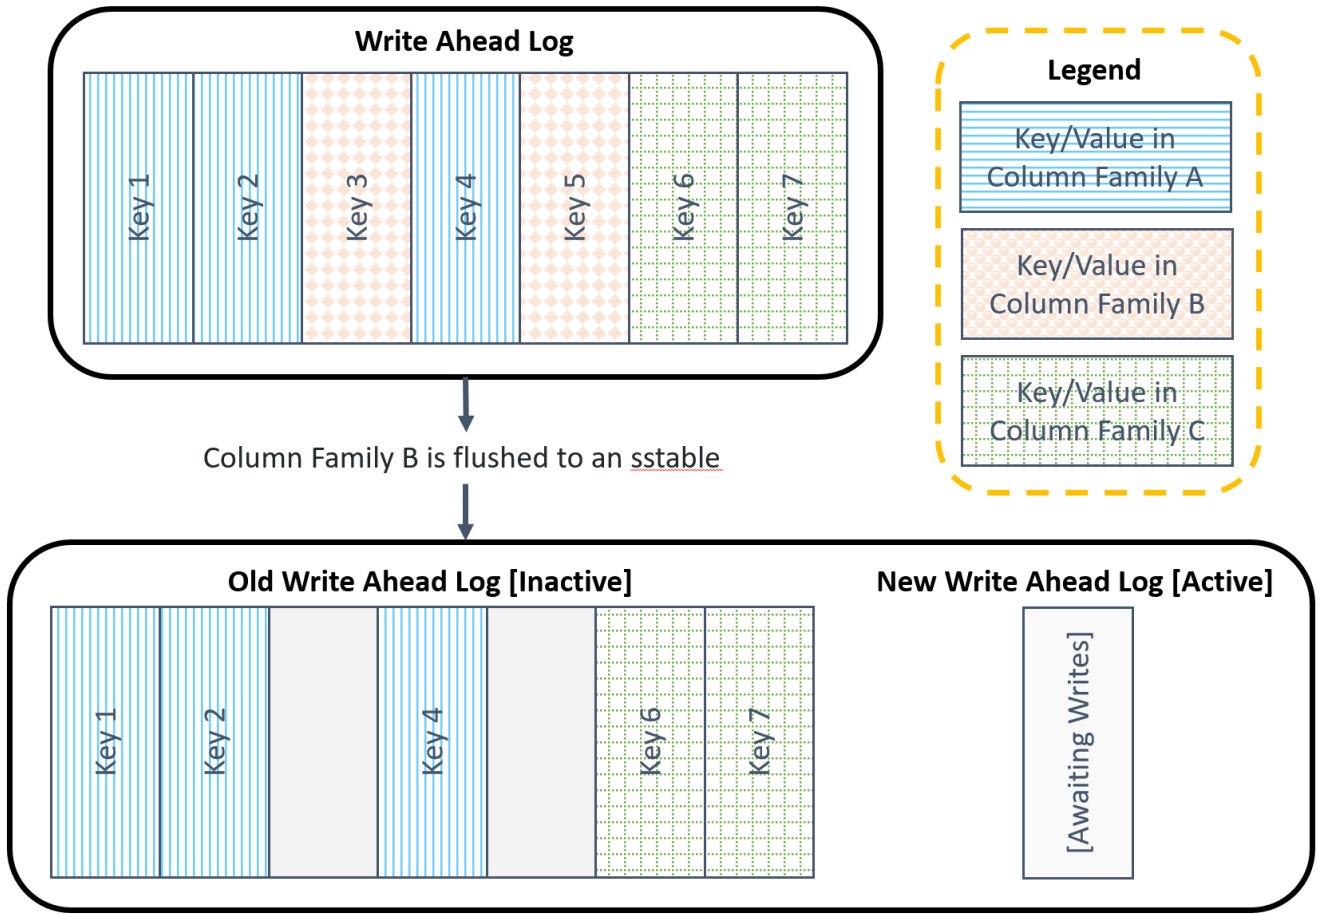 Write Ahead Log
Key 1
Key 2
Key 3
Key 4
Key 5
Key 6
Key 7
Legend
Key/Value in
Column Family A
Key/Value in
Column Family B
Key/Value in
Column Family C
Column Family B is flushed to an sstable
Old Write Ahead Log [Inactive]
Key 1
Key 2
Key 4
Key 6
Key 7
New Write Ahead Log [Active]
[Awaiting Writes]